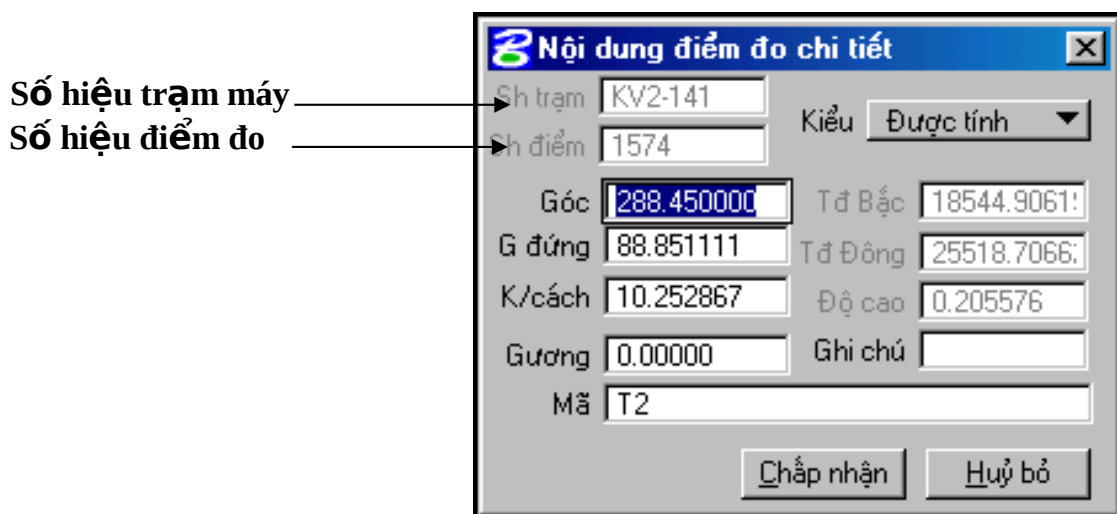 Nội dung điểm đo chi tiết
Số hiệu trạm máy
Sh trạm KV2-141
Kiểu Được tính
Số hiệu điểm đo
Sh điểm 1574
Góc 288.450000 Tđ Bắc 18544.9061
G đứng 88.851111 Tđ Đông 25518.7066
K/cách 10.252867 Độ cao 0.205576
Gương 0.00000 Ghi chú
Mã T2
Chấp nhận Huỷ bỏ